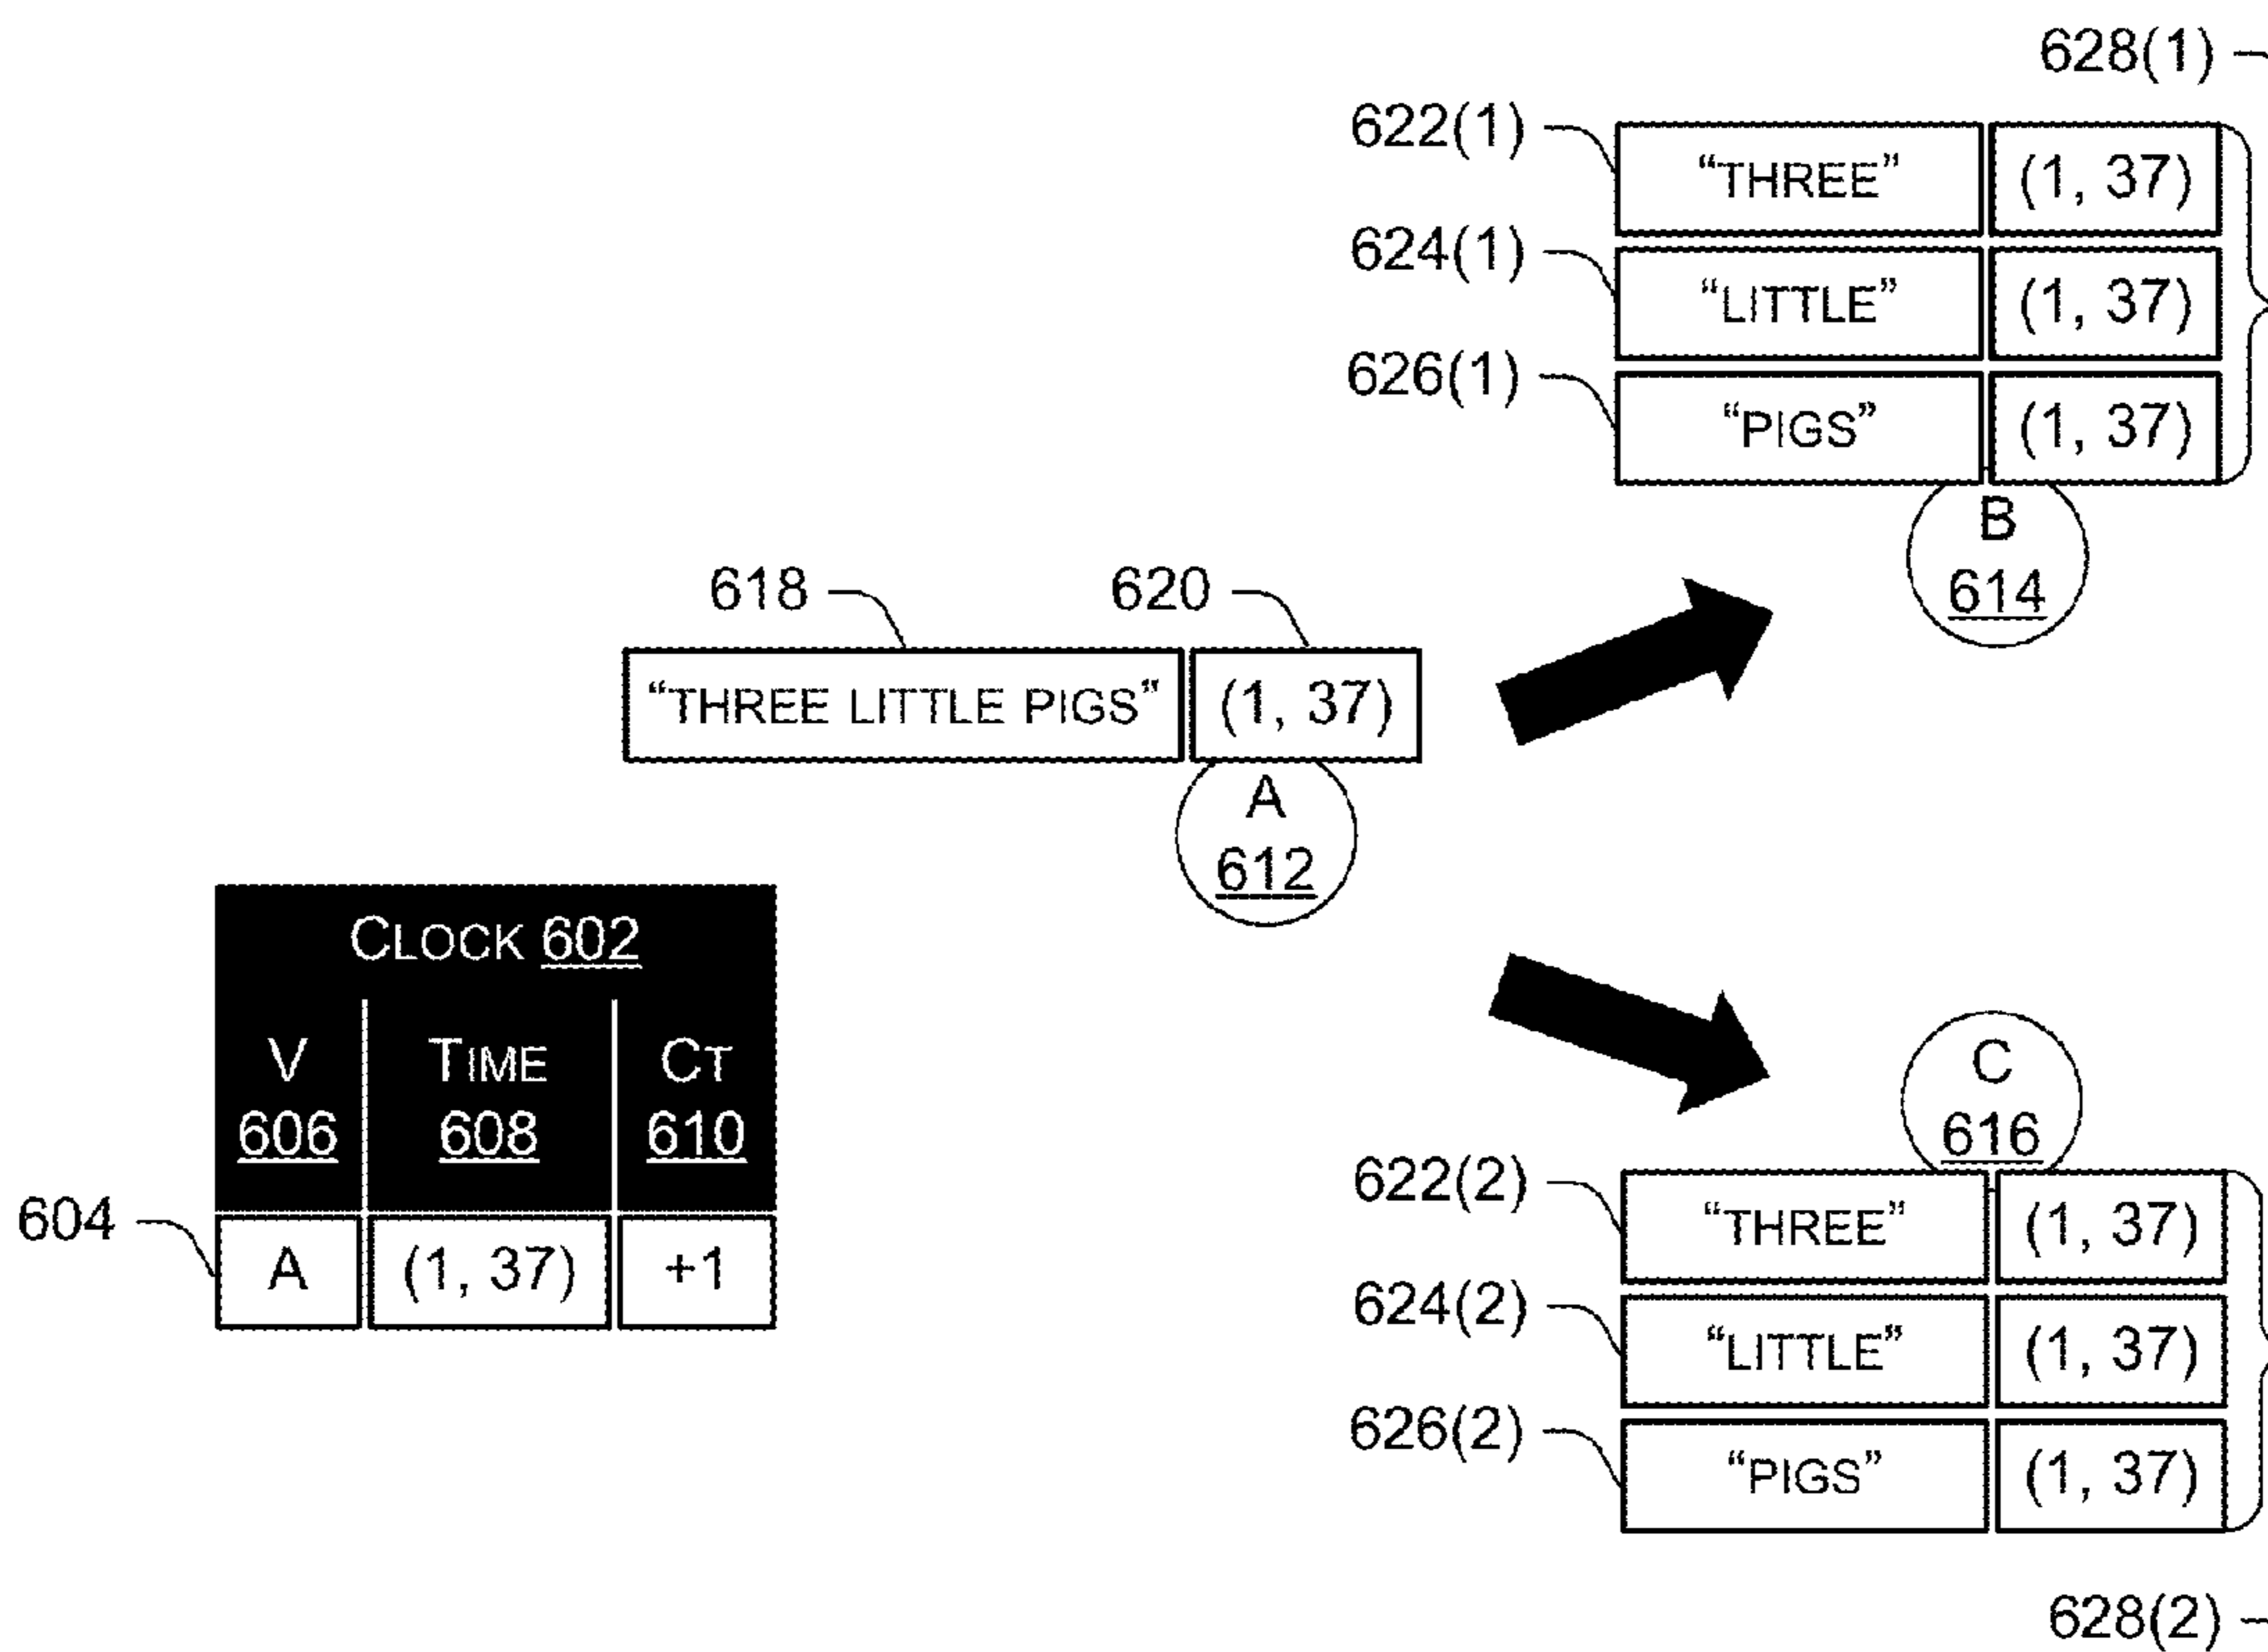 628(1)
622(1)
“THREE” (1, 37)
624(1)
“LITTLE” (1, 37)
626(1)
“PIGS” (1, 37)
B
614
618 620
“THREE LITTLE PIGS” (1, 37)
A
612
CLOCK 602
V TIME CT
606 608 610
604
A (1, 37) +1
C
616
622(2)
“THREE” (1, 37)
624(2)
“LITTLE” (1, 37)
626(2)
“PIGS” (1, 37)
628(2)